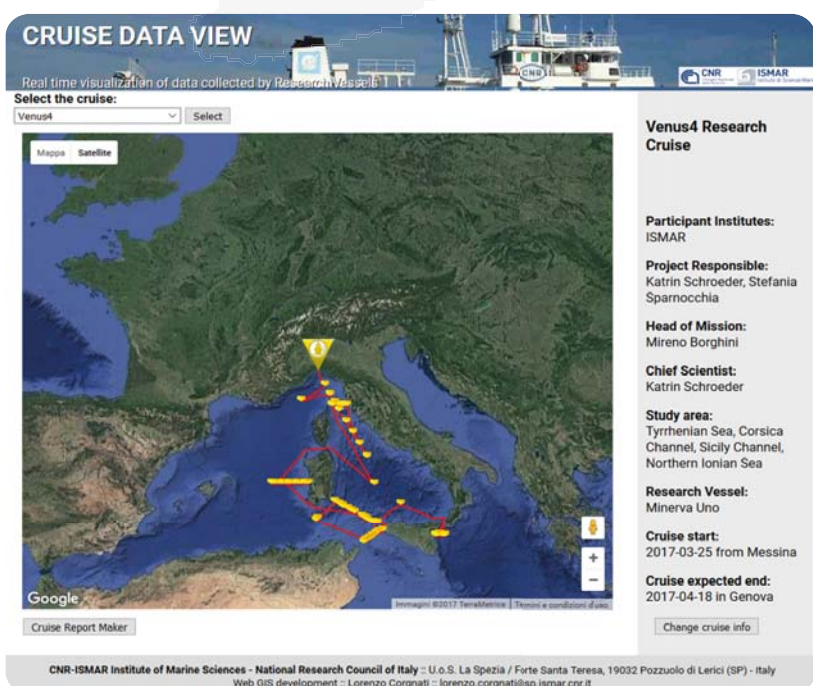 CRUISE DATA VIEW
Real time visualization of data collected by Research Vessels
CNR
CNR
ISMAR
Select the cruise:
Venus4
Select
Mappa
Satellite
Google
Immagini ©2017 TerraMetrics
Termini e condizioni d'uso
Cruise Report Maker
Venus4 Research
Cruise
Participant Institutes:
ISMAR
Project Responsible:
Katrin Schroeder, Stefania
Sparnocchia
Head of Mission:
Mireno Borghini
Chief Scientist:
Katrin Schroeder
Study area:
Tyrrhenian Sea, Corsica
Channel, Sicily Channel,
Northern Ionian Sea
Research Vessel:
Minerva Uno
Cruise start:
2017-03-25 from Messina
Cruise expected end:
2017-04-18 in Genova
Change cruise info
CNR-ISMAR Institute of Marine Sciences - National Research Council of Italy :: U.o.S. La Spezia / Forte Santa Teresa, 19032 Pozzuolo di Lerici (SP) - Italy
Web GIS development :: Lorenzo Corgnati :: lorenzo.corgnati@sp.ismar.cnr.it